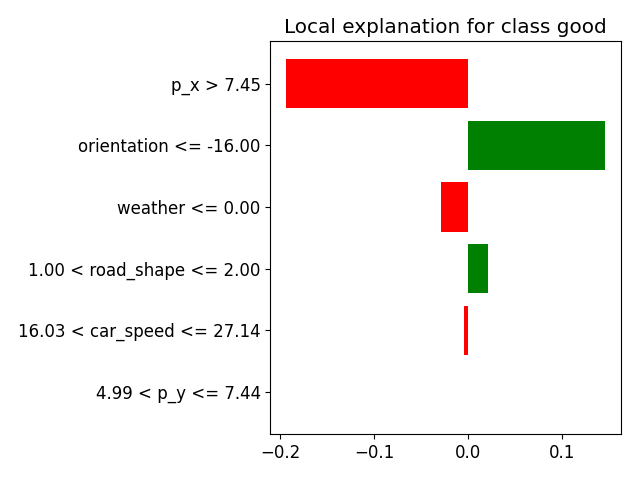 Local explanation for class good
p_x > 7.45
orientation <= -16.00
weather <= 0.00
1.00 < road_shape <= 2.00
16.03 < car_speed <= 27.14
4.99 < p_y <= 7.44
−0.2 −0.1 0.0 0.1